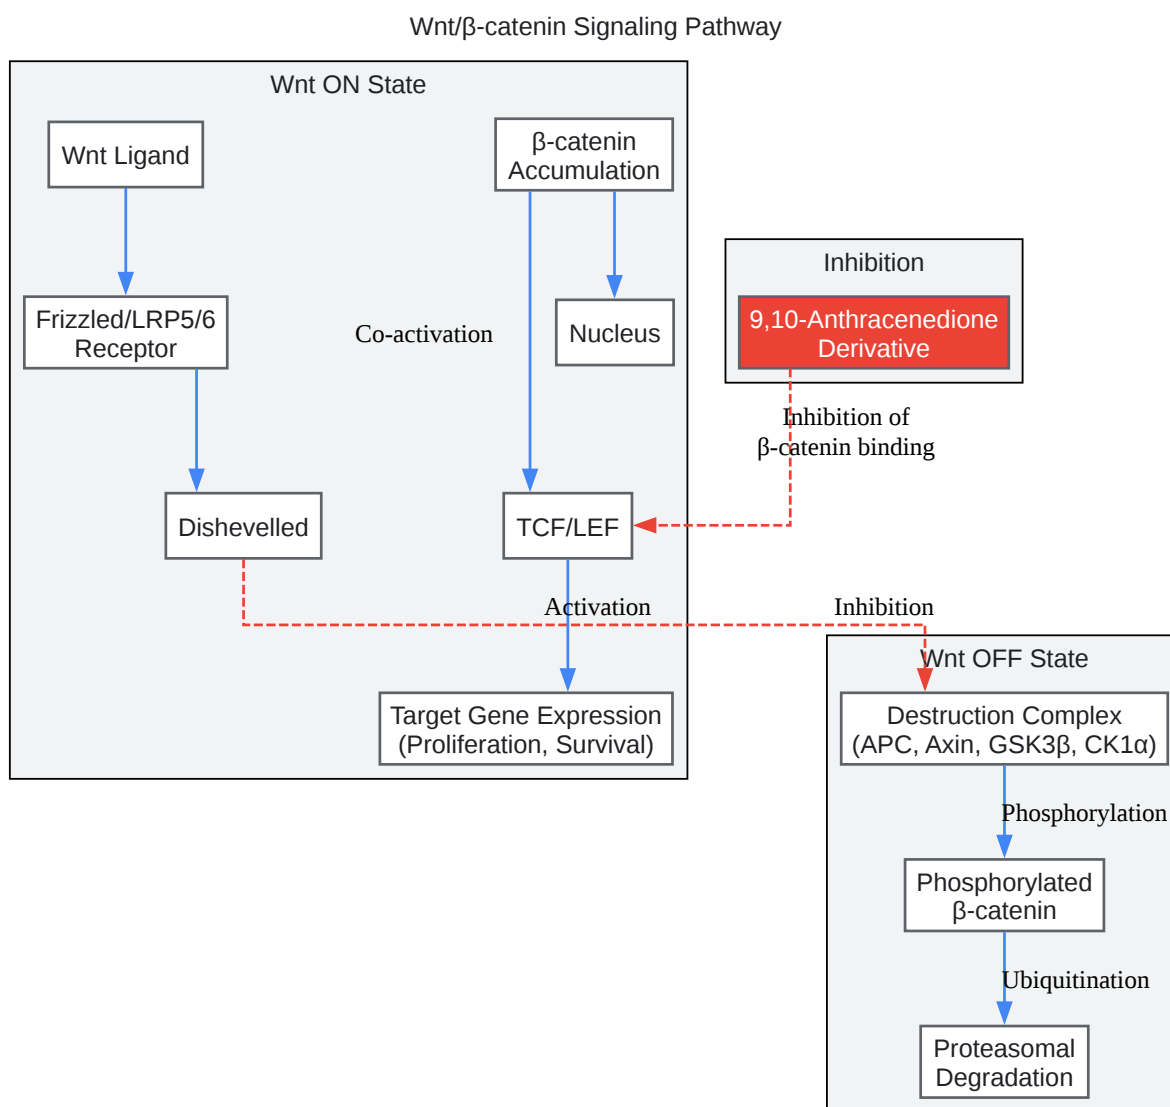 Wnt/β-catenin Signaling Pathway
Wnt ON State
Wnt Ligand
β-catenin
Accumulation
Inhibition
9,10-Anthracenedione
Derivative
Frizzled/LRP5/6
Receptor
Co-activation
Nucleus
Inhibition of
β-catenin binding
Dishevelled
TCF/LEF
Activation
Inhibition
Wnt OFF State
Target Gene Expression
(Proliferation, Survival)
Destruction Complex
(APC, Axin, GSK3β, CK1α)
Phosphorylation
Phosphorylated
β-catenin
Ubiquitination
Proteasomal
Degradation